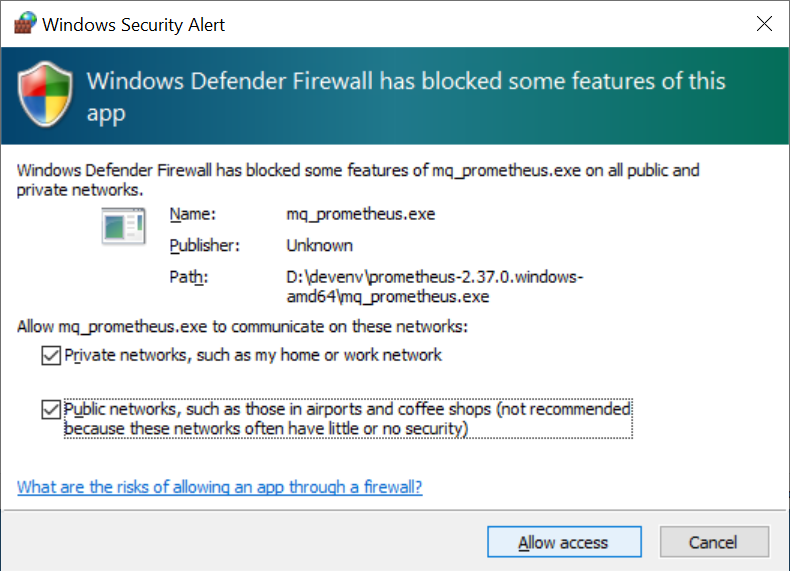 Windows Security Alert
Windows Defender Firewall has blocked some features of this
app
Windows Defender Firewall has blocked some features of mq_prometheus.exe on all public and
private networks.
Name: mq_prometheus.exe
Publisher: Unknown
Path: D:\devenv\prometheus-2.37.0.windows-
amd64\mq_prometheus.exe
Allow mq_prometheus.exe to communicate on these networks:
Private networks, such as my home or work network
Public networks, such as those in airports and coffee shops (not recommended
because these networks often have little or no security)
What are the risks of allowing an app through a firewall?
Allow access Cancel